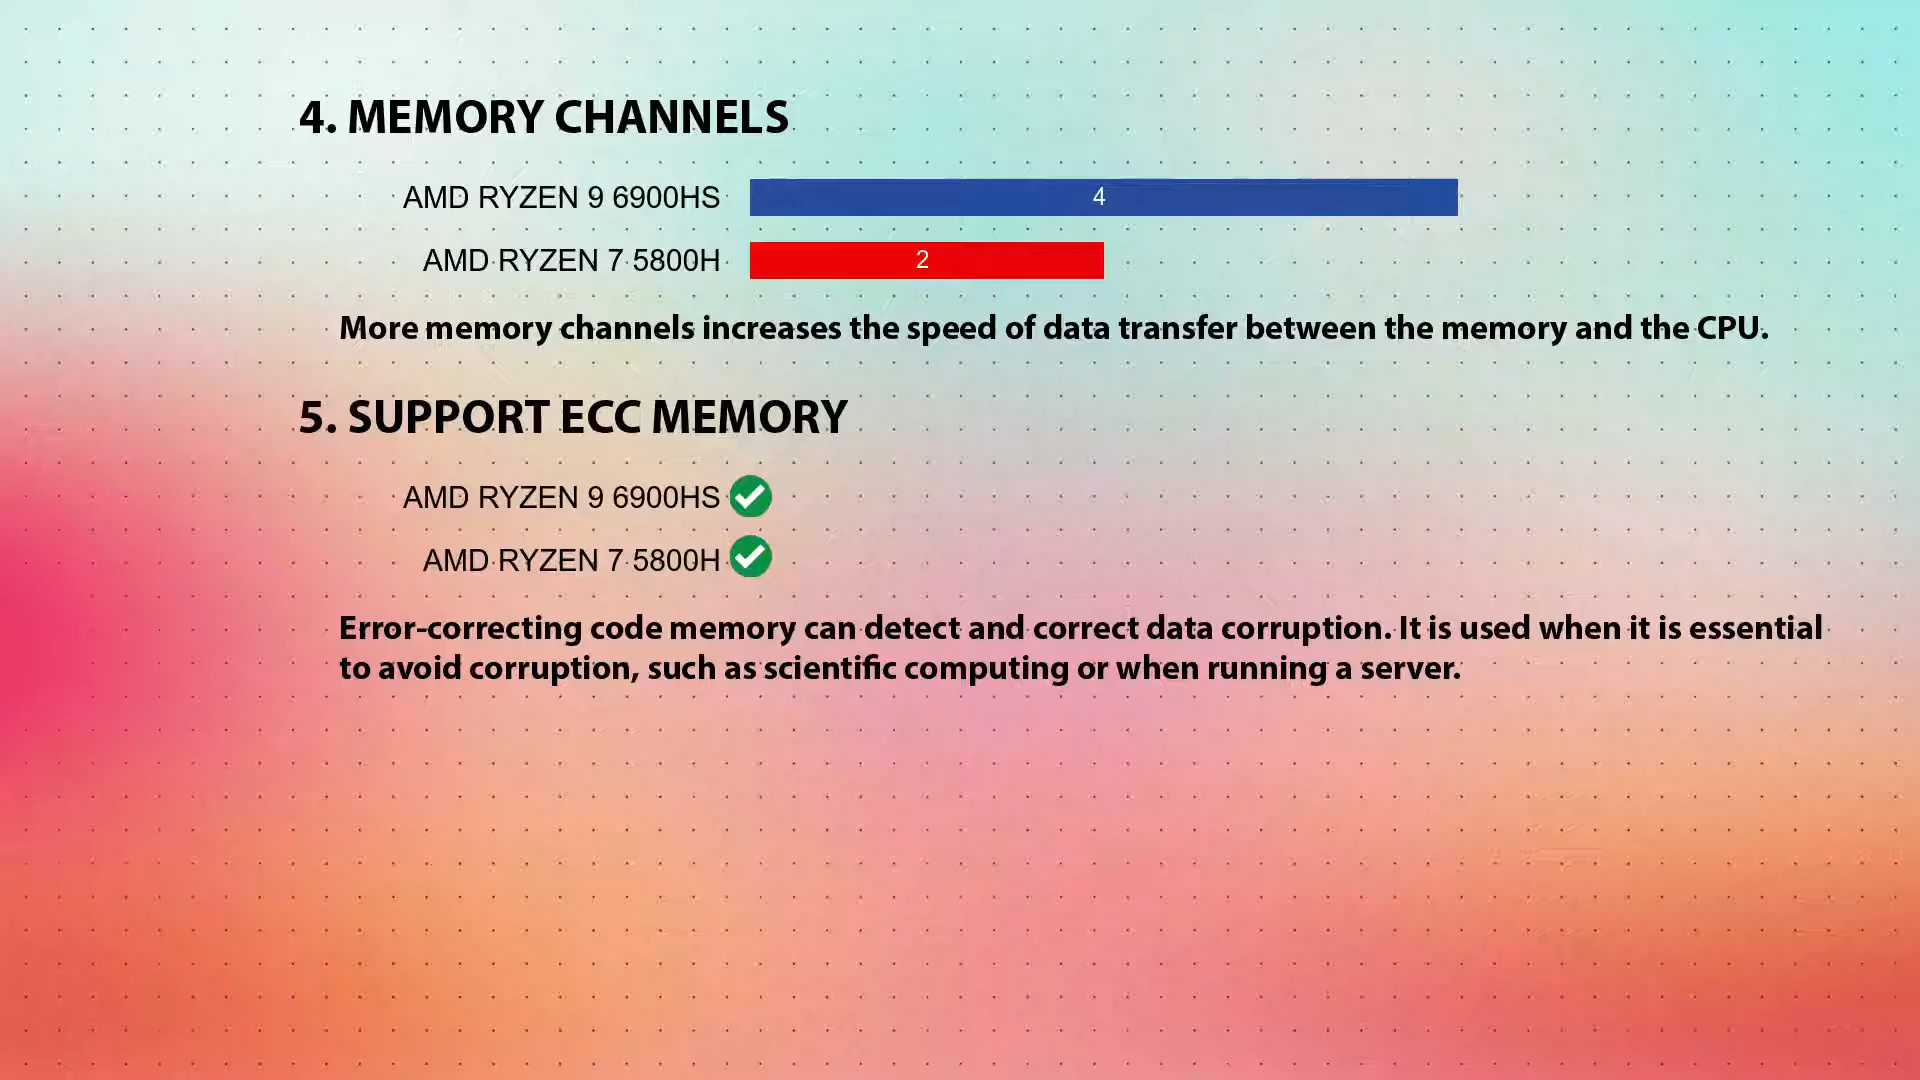 4. MEMORY CHANNELS
AMD RYZEN 9 6900HS
4
AMD RYZEN 7 5800H
2
More memory channels increases the speed of data transfer between the memory and the CPU.
5. SUPPORT ECC MEMORY
AMD RYZEN 9 6900HS
AMD RYZEN 7 5800H
Error-correcting code memory can detect and correct data corruption. It is used when it is essential
to avoid corruption, such as scientific computing or when running a server.